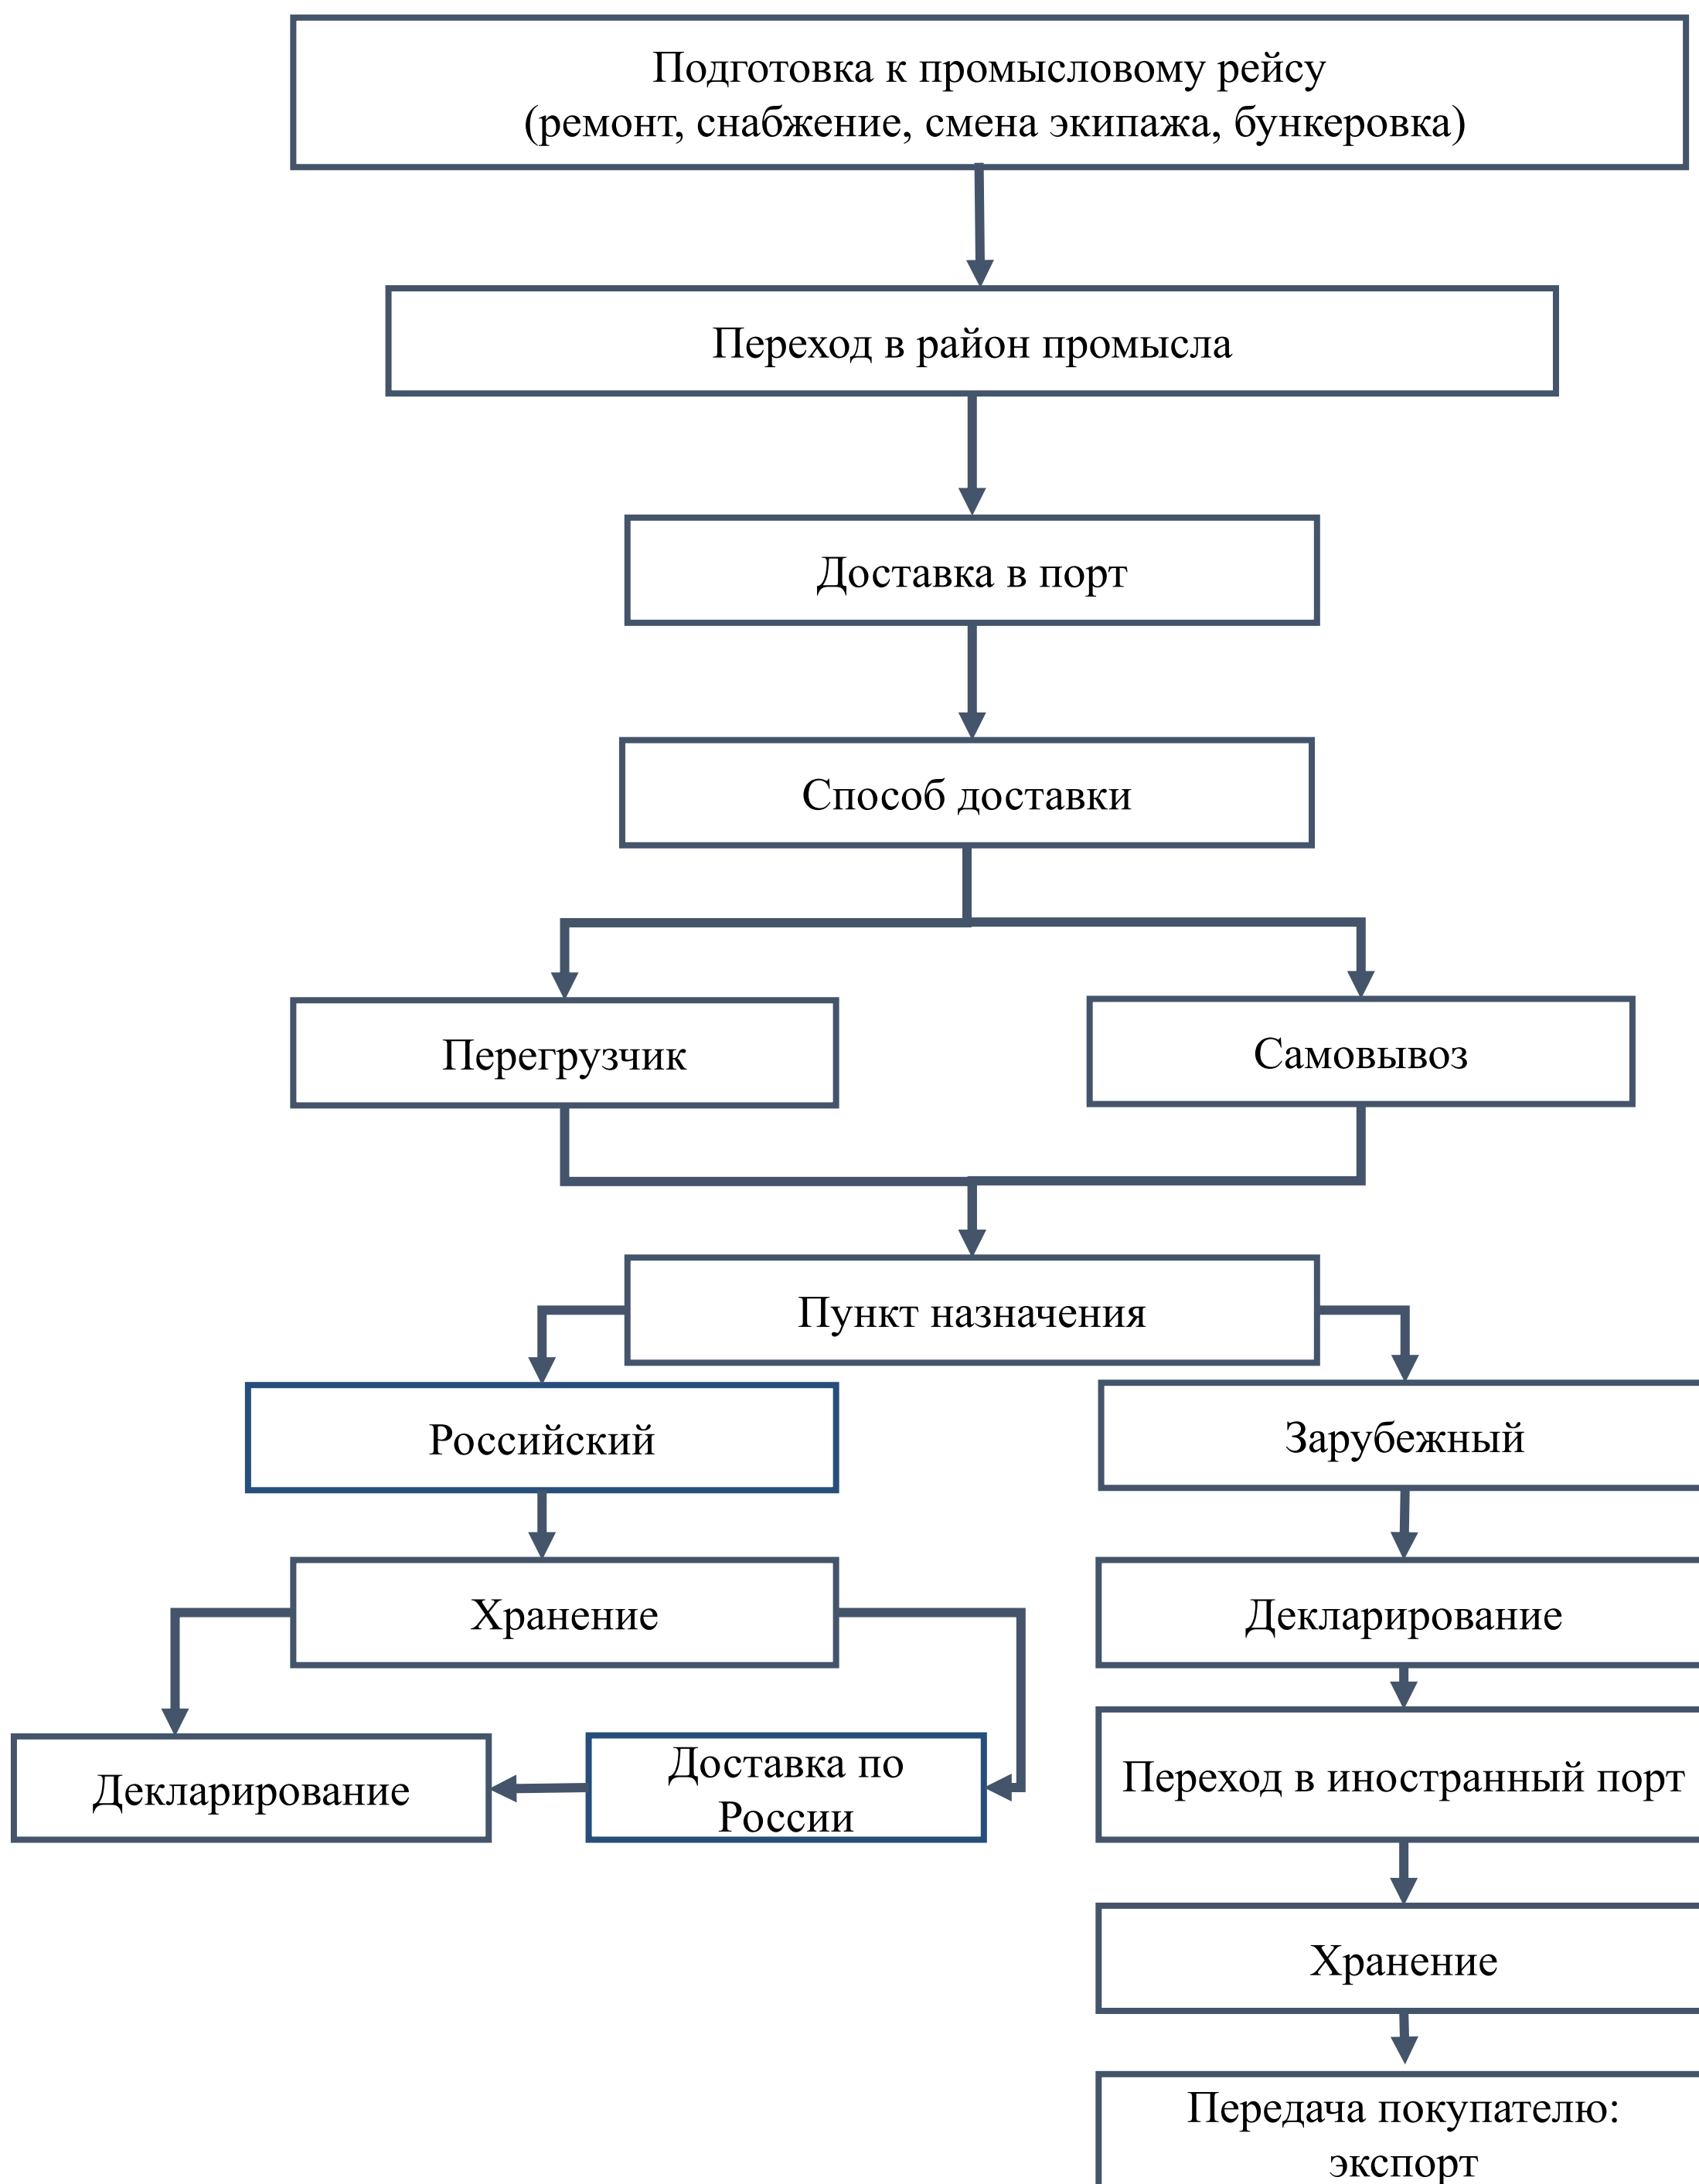 Подготовка к промысловому рейсу
(ремонт, снабжение, смена экипажа, бункеровка)
Переход в район промысла
Доставка в порт
Способ доставки
Перегрузчик
Самовывоз
Пункт назначения
Российский
Зарубежный
Хранение
Декларирование
Декларирование
Доставка по
России
Переход в иностранный порт
Хранение
Передача покупателю:
экспорт